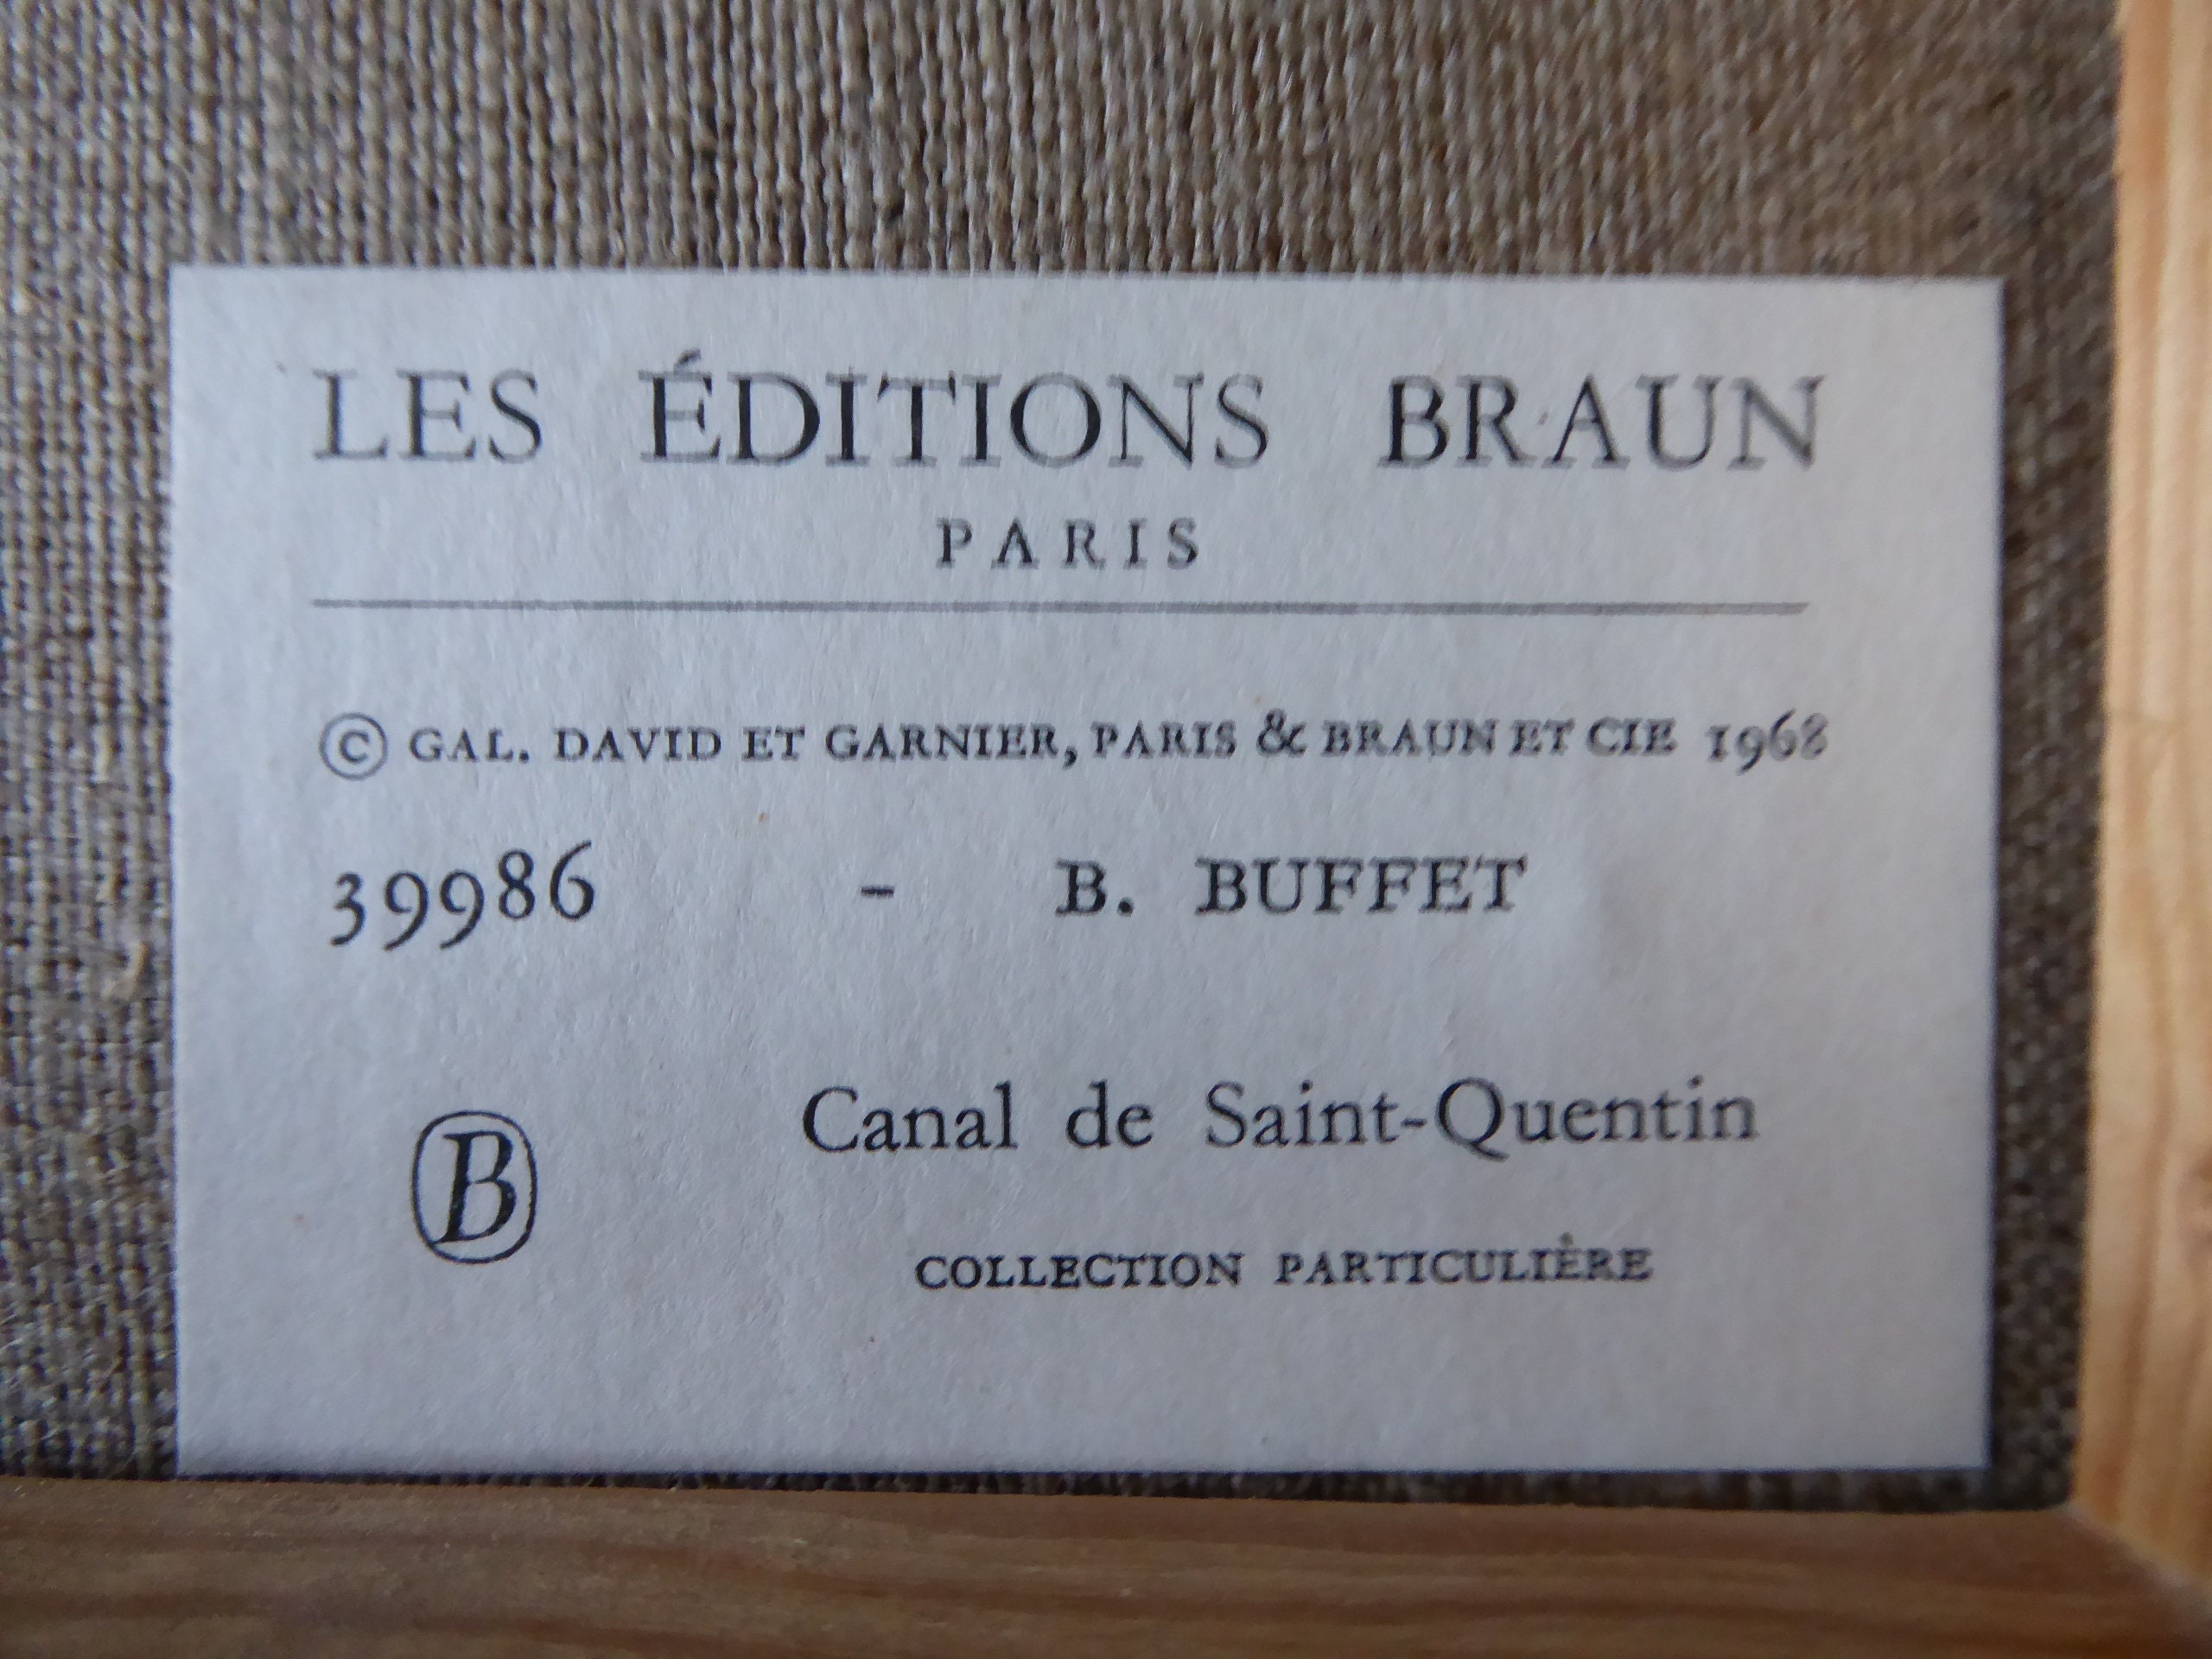 LES ÉDITIONS BRAUN
PARIS
© GAL. DAVID ET GARNIER, PARIS & BRAUN ET CIE 1968
39986 - B. BUFFET
Canal de Saint-Quentin
B
COLLECTION PARTICULIÈRE